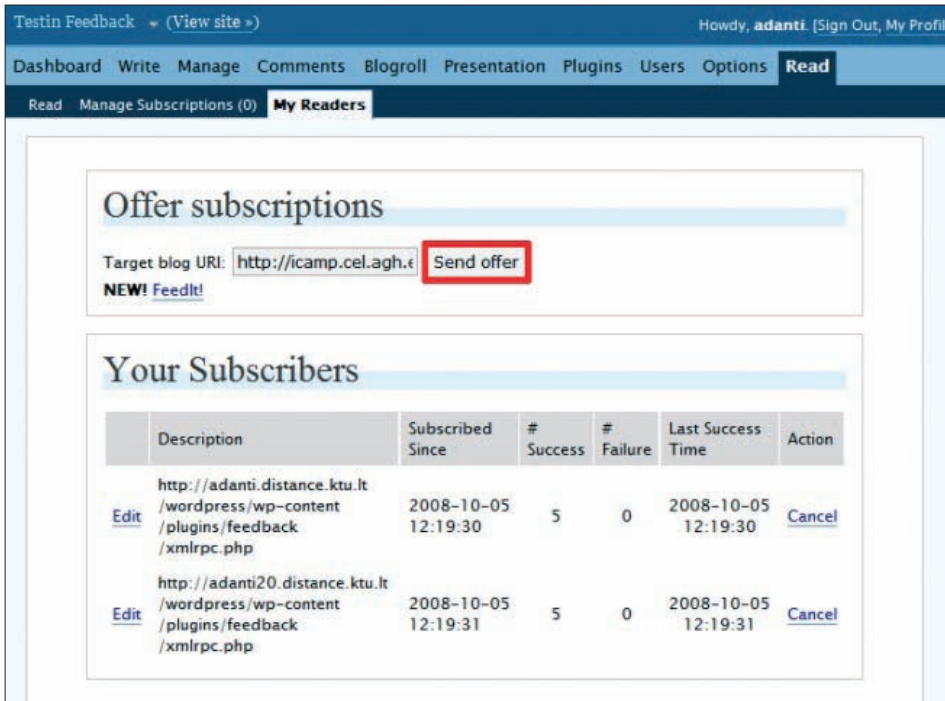 Testin Feedback (View site ») Howdy, adanti. [Sign Out, My Profil
Dashboard Write Manage Comments Blogroll Presentation Plugins Users Options Read
Read Manage Subscriptions (0) My Readers
Offer subscriptions
Target blog URI: http://icamp.cel.agh.e Send offer
NEW! FeedIt!
Your Subscribers
Description Subscribed Since # Success # Failure Last Success Time Action
http://adanti.distance.ktu.lt
Edit /wordpress/wp-content 2008-10-05 5 0 2008-10-05 Cancel
/plugins/feedback 12:19:30 12:19:30
/xmlrpc.php
http://adanti20.distance.ktu.lt
Edit /wordpress/wp-content 2008-10-05 5 0 2008-10-05 Cancel
/plugins/feedback 12:19:31 12:19:31
/xmlrpc.php